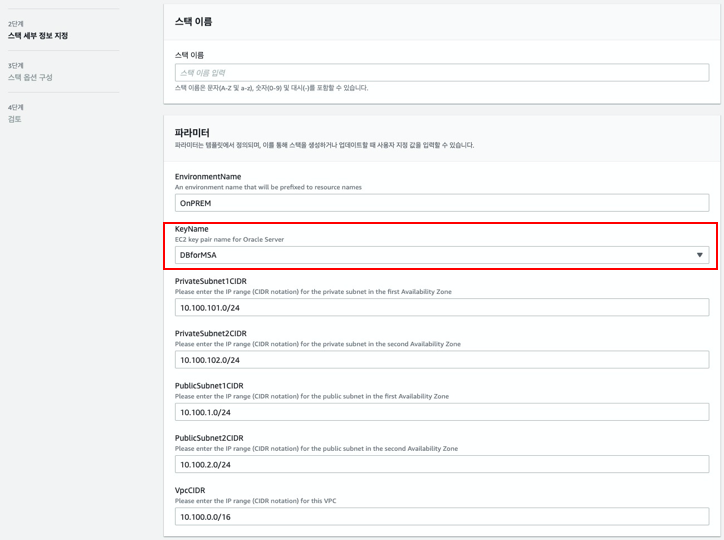 2단계
스택 세부 정보 지정
3단계
스택 옵션 구성
4단계
검토
스택 이름
스택 이름
스택 이름 입력
스택 이름은 문자(A-Z 및 a-z), 숫자(0-9) 및 대시(-)를 포함할 수 있습니다.
파라미터
파라미터는 템플릿에서 정의되며, 이를 통해 스택을 생성하거나 업데이트할 때 사용자 지정 값을 입력할 수 있습니다.
EnvironmentName
An environment name that will be prefixed to resource names
OnPREM
KeyName
EC2 key pair name for Oracle Server
DBforMSA
PrivateSubnet1CIDR
Please enter the IP range (CIDR notation) for the private subnet in the first Availability Zone
10.100.101.0/24
PrivateSubnet2CIDR
Please enter the IP range (CIDR notation) for the private subnet in the second Availability Zone
10.100.102.0/24
PublicSubnet1CIDR
Please enter the IP range (CIDR notation) for the public subnet in the first Availability Zone
10.100.1.0/24
PublicSubnet2CIDR
Please enter the IP range (CIDR notation) for the public subnet in the second Availability Zone
10.100.2.0/24
VpcCIDR
Please enter the IP range (CIDR notation) for this VPC
10.100.0.0/16